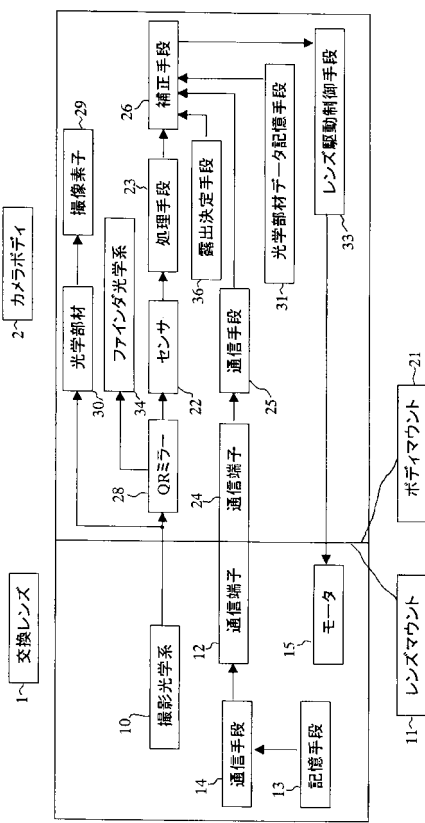 1 交換レンズ
2 カメラボディ
10 撮影光学系
30 光学部材
撮像素子 29
34 ファインダ光学系
28 QRミラー
22 センサ
処理手段 23
26 補正手段
36 露出決定手段
14 通信手段
12 通信端子
24 通信端子
25 通信手段
31 光学部材データ記憶手段
13 記憶手段
15 モータ
33 レンズ駆動制御手段
11 レンズマウント
ボディマウント 21